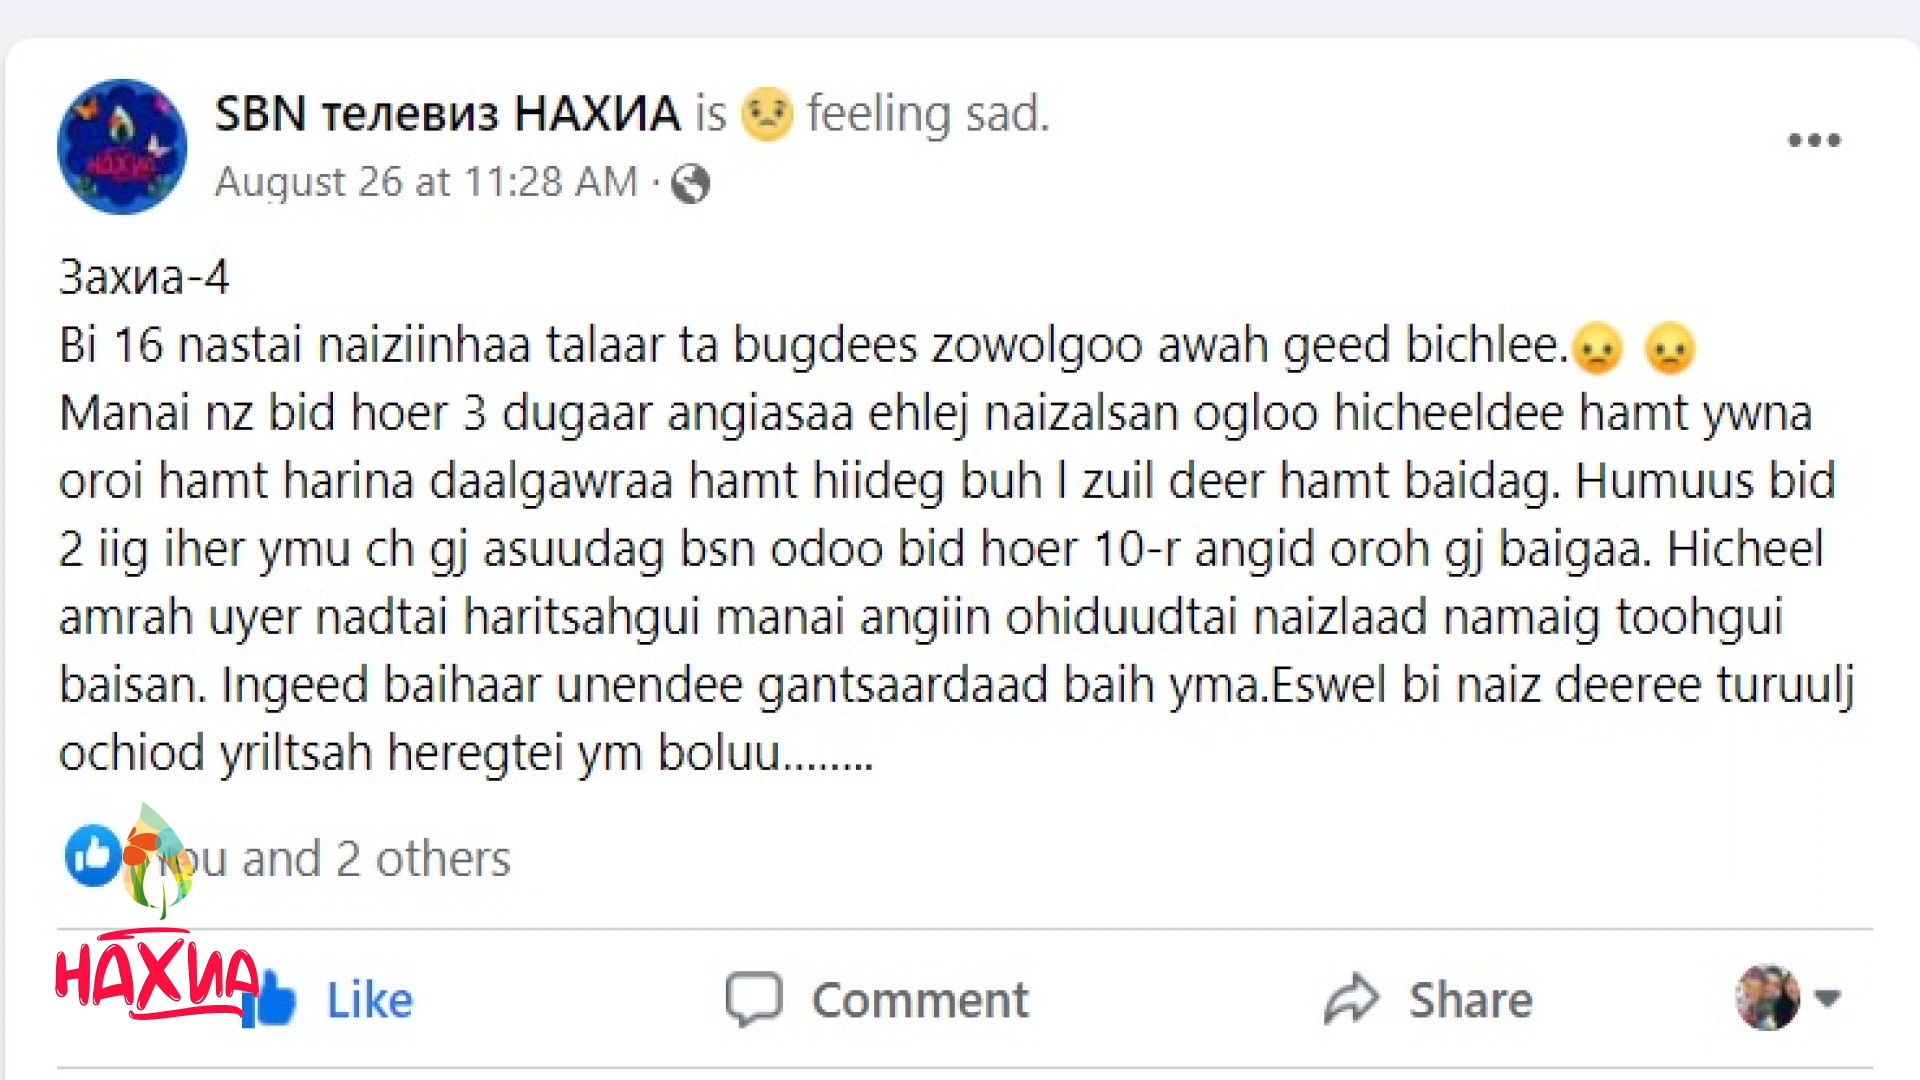 SBN телевиз НАХИА is feeling sad.
August 26 at 11:28 AM ·
Захиа-4
Bi 16 nastai naiziinhaa talaar ta bugdees zowolgoo awah geed bichlee.
Manai nz bid hoer 3 dugaar angiasaa ehlej naizalsan ogloo hicheeldee hamt ywna
oroi hamt harina daalgawraa hamt hiideg buh l zuil deer hamt baidag. Humuus bid
2 iig iher ymu ch gj asuudag bsn odoo bid hoer 10-r angid oroh gj baigaa. Hicheel
amrah uyer nadtai haritsahgui manai angiin ohiduudtai naizlaad namaig toohgui
baisan. Ingeed baihaar unendee gantsaardaad baih yma.Eswel bi naiz deeree turuulj
ochiod yriltsah heregtei ym boluu........
You and 2 others
НАХИА
Like Comment Share